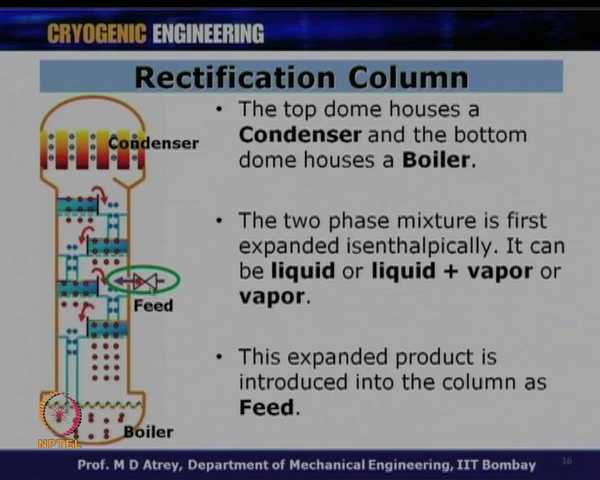 CRYOGENIC ENGINEERING
Rectification Column
Condenser
Feed
Boiler
NPTEL
• The top dome houses a
Condenser and the bottom
dome houses a Boiler.
• The two phase mixture is first
expanded isenthalpically. It can
be liquid or liquid + vapor or
vapor.
• This expanded product is
introduced into the column as
Feed.
Prof. M D Atrey, Department of Mechanical Engineering, IIT Bombay
16